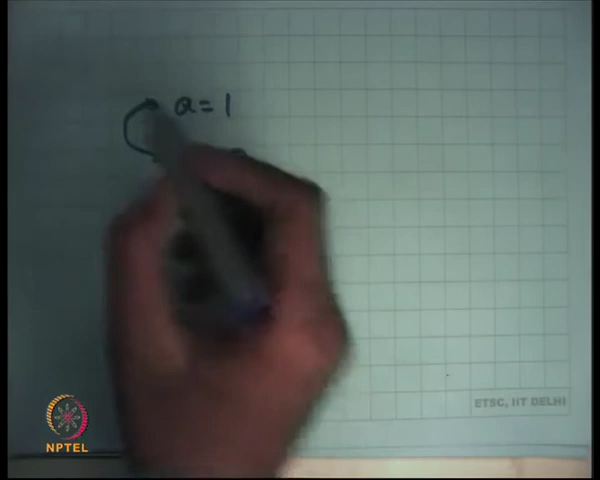 a = 1
ETSC, IIT DELHI
NPTEL